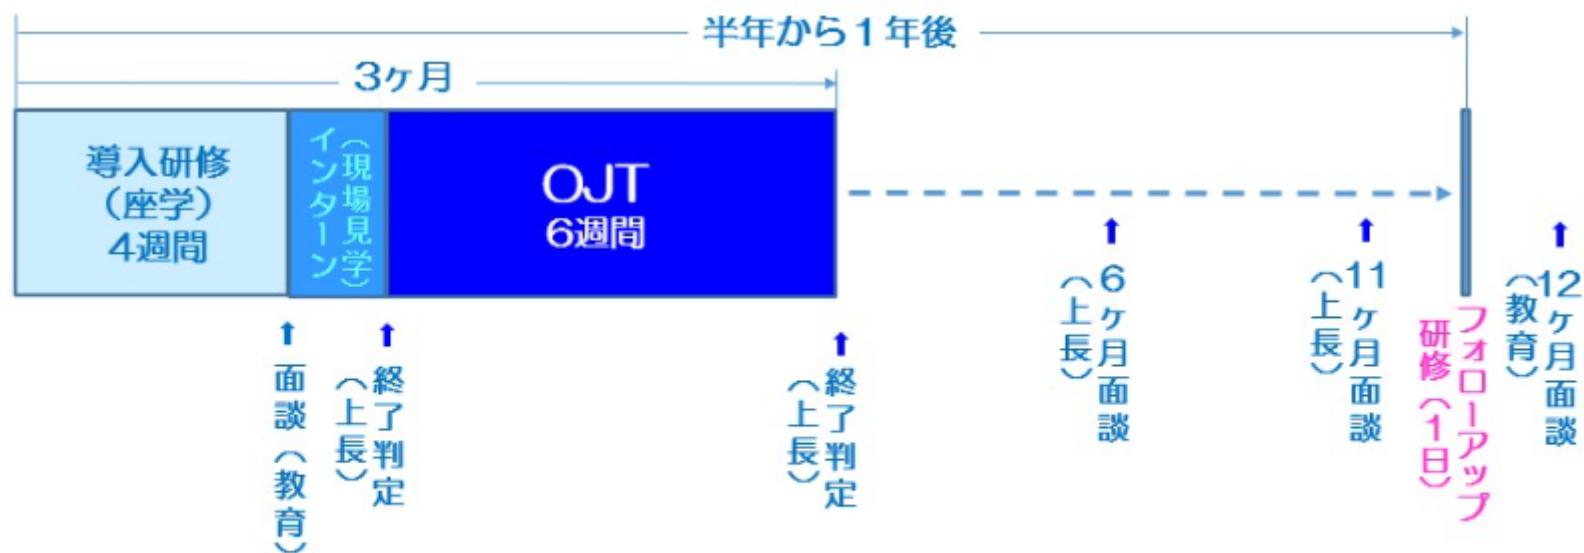 半年から1年後
3ヶ月
導入研修
（座学）
4週間
インターン
（現場見学）
OJT
6週間
面談（教育）
終了判定
（上長）
終了判定
（上長）
6ヶ月面談
（上長）
11ヶ月面談
（上長）
フォローアップ
研修（1日）
12ヶ月面談
（教育）